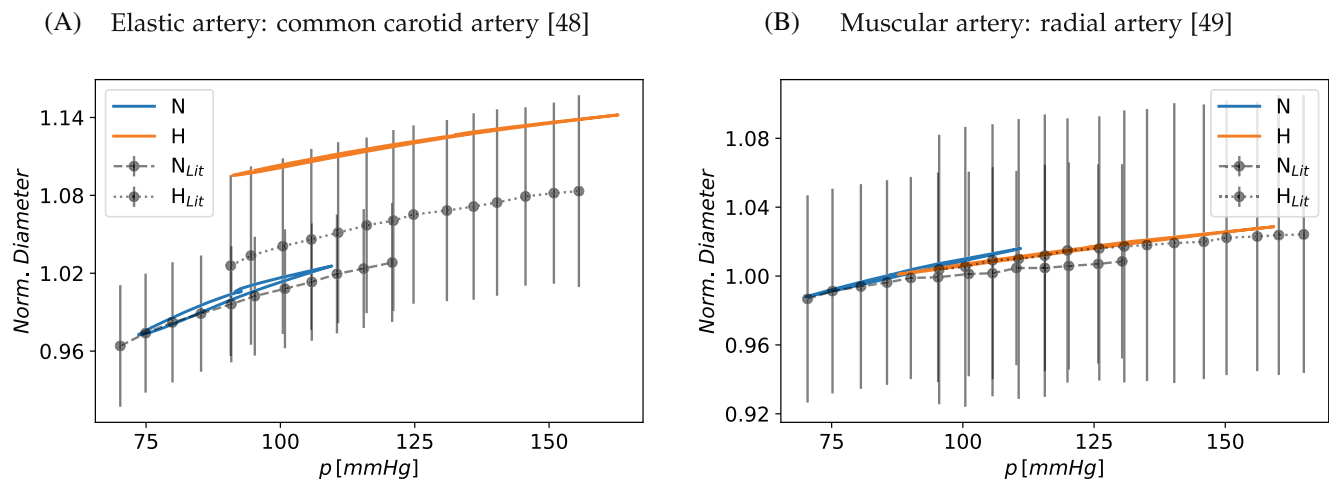 (A) Elastic artery: common carotid artery [48]
N
H
N_Lit
H_Lit
1.14
1.08
1.02
0.96
Norm. Diameter
75 100 125 150
p [mmHg]
(B) Muscular artery: radial artery [49]
N
H
N_Lit
H_Lit
1.08
1.04
1.00
0.96
0.92
Norm. Diameter
75 100 125 150
p [mmHg]